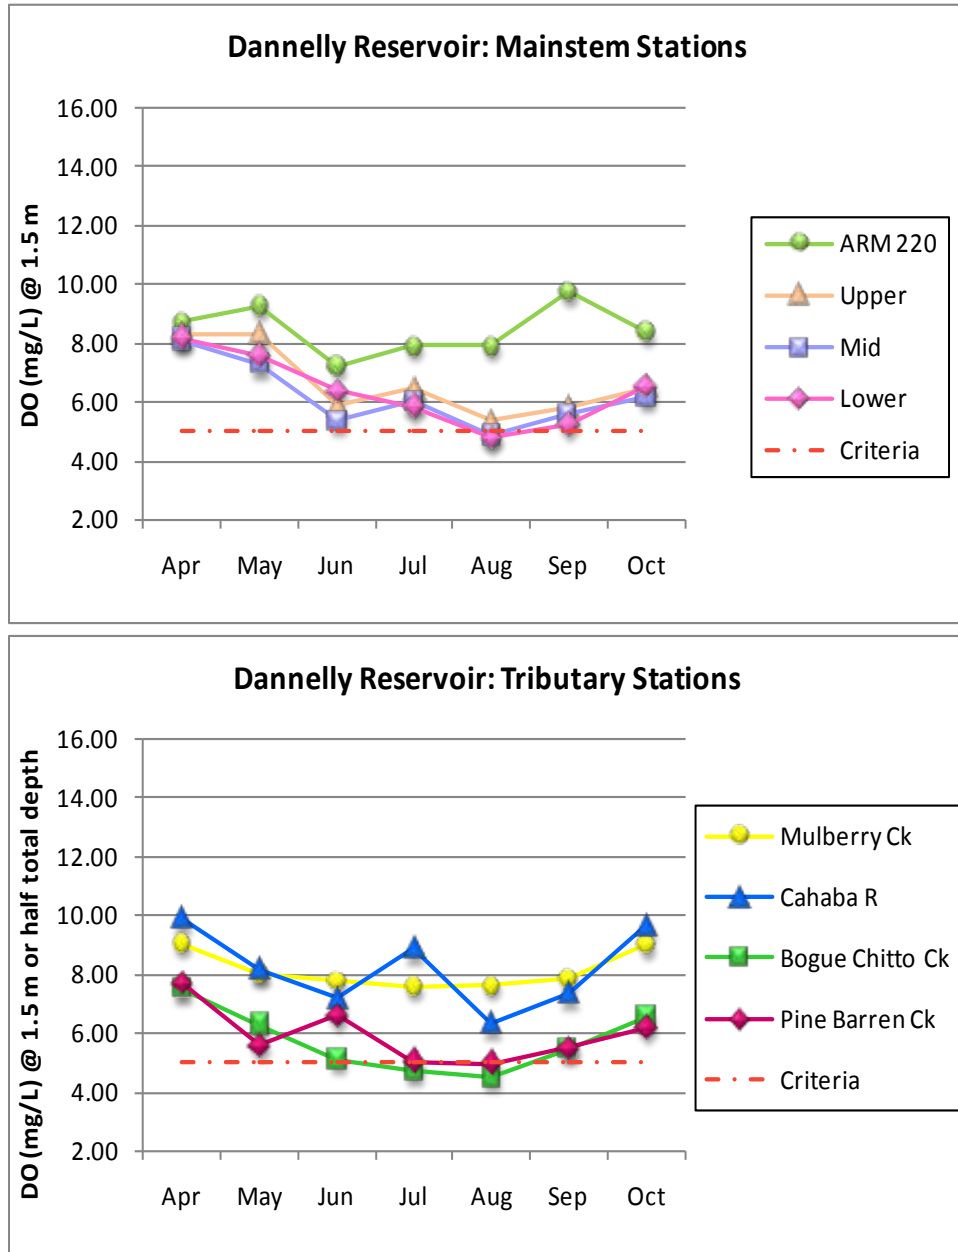 Dannelly Reservoir: Mainstem Stations
DO (mg/L) @ 1.5 m
16.00
14.00
12.00
10.00
8.00
6.00
4.00
2.00
Apr May Jun Jul Aug Sep Oct
ARM 220
Upper
Mid
Lower
Criteria
Dannelly Reservoir: Tributary Stations
DO (mg/L) @ 1.5 m or half total depth
16.00
14.00
12.00
10.00
8.00
6.00
4.00
2.00
Apr May Jun Jul Aug Sep Oct
Mulberry Ck
Cahaba R
Bogue Chitto Ck
Pine Barren Ck
Criteria